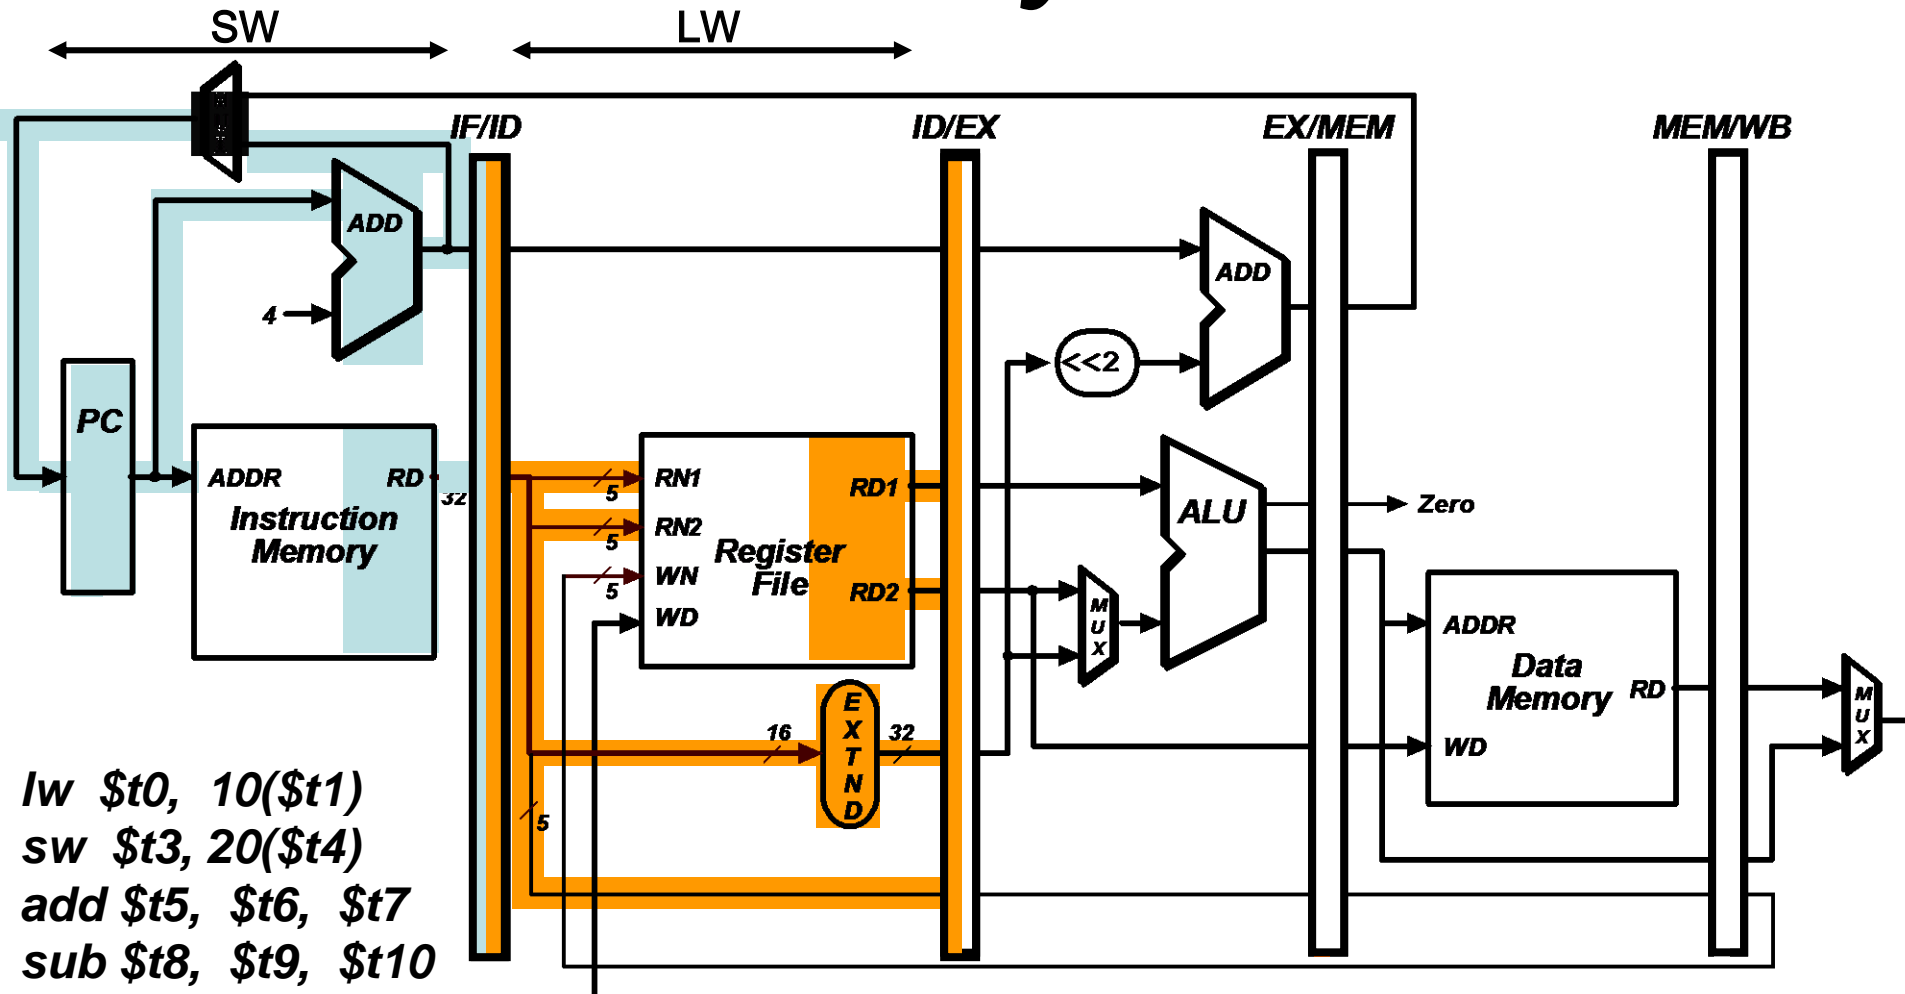 SW
LW
IF/ID
ID/EX
EX/MEM
MEM/WB
ADD
4
PC
ADDR
RD
32
Instruction
Memory
5
RN1
5
RN2
5
WN
WD
Register
File
RD1
RD2
16
EXTND
32
5
ADD
<<2
ALU
Zero
MUX
ADDR
Data
Memory
RD
WD
MUX
lw $t0, 10($t1)
sw $t3, 20($t4)
add $t5, $t6, $t7
sub $t8, $t9, $t10